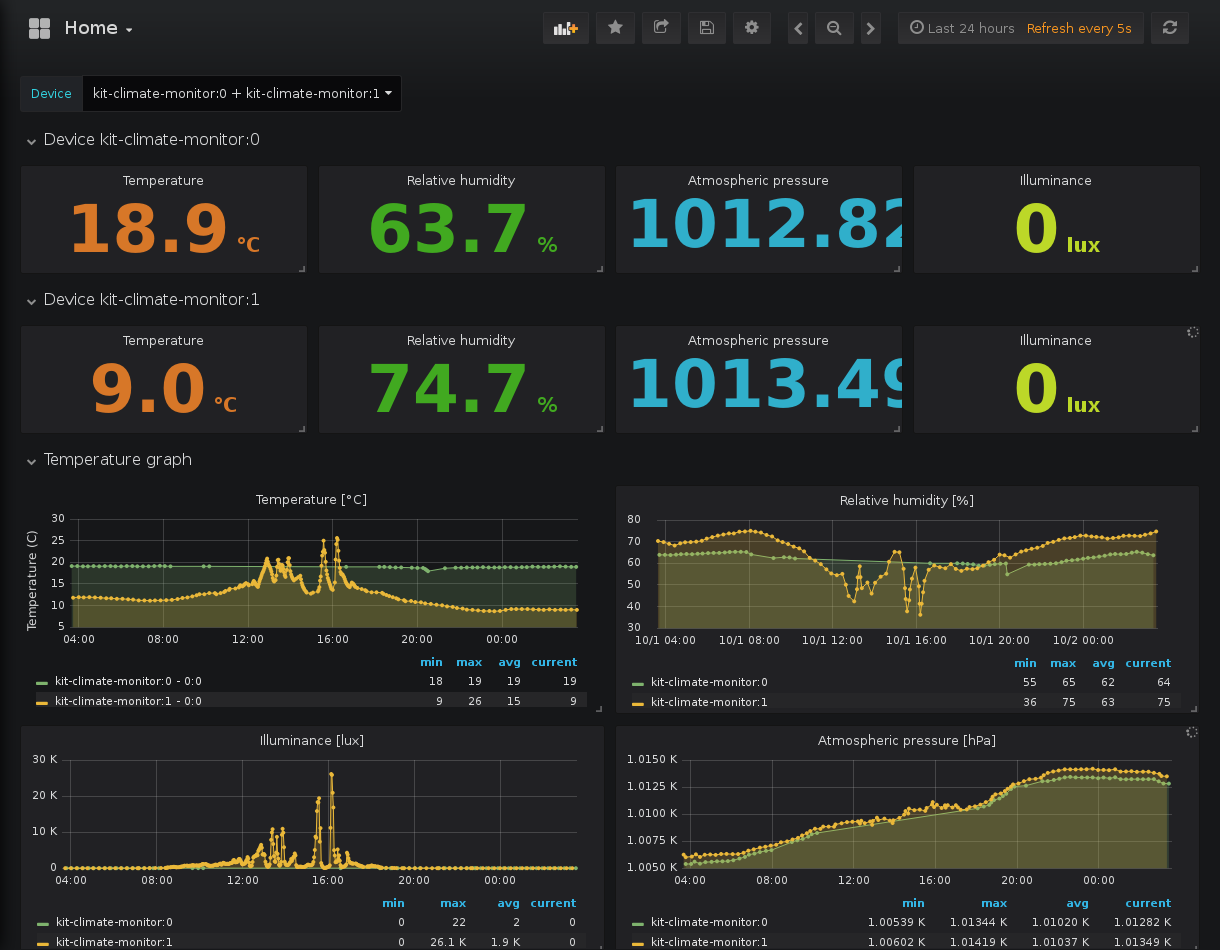 Home
Last 24 hours Refresh every 5s
Device kit-climate-monitor:0 + kit-climate-monitor:1
Device kit-climate-monitor:0
Temperature Relative humidity Atmospheric pressure Illuminance
18.9 °C 63.7 % 1012.82 0 lux
Device kit-climate-monitor:1
Temperature Relative humidity Atmospheric pressure Illuminance
9.0 °C 74.7 % 1013.49 0 lux
Temperature graph
Temperature [°C]
Temperature (C)
30
25
20
15
10
5
04:00 08:00 12:00 16:00 20:00 00:00
min max avg current
kit-climate-monitor:0 - 0:0 18 19 19 19
kit-climate-monitor:1 - 0:0 9 26 15 9
Relative humidity [%]
80
70
60
50
40
30
10/1 04:00 10/1 08:00 10/1 12:00 10/1 16:00 10/1 20:00 10/2 00:00
min max avg current
kit-climate-monitor:0 55 65 62 64
kit-climate-monitor:1 36 75 63 75
Illuminance [lux]
30 K
20 K
10 K
0
04:00 08:00 12:00 16:00 20:00 00:00
min max avg current
kit-climate-monitor:0 0 22 2 0
kit-climate-monitor:1 0 26.1 K 1.9 K 0
Atmospheric pressure [hPa]
1.0150 K
1.0125 K
1.0100 K
1.0075 K
1.0050 K
04:00 08:00 12:00 16:00 20:00 00:00
min max avg current
kit-climate-monitor:0 1.00539 K 1.01344 K 1.01020 K 1.01282 K
kit-climate-monitor:1 1.00602 K 1.01419 K 1.01037 K 1.01349 K